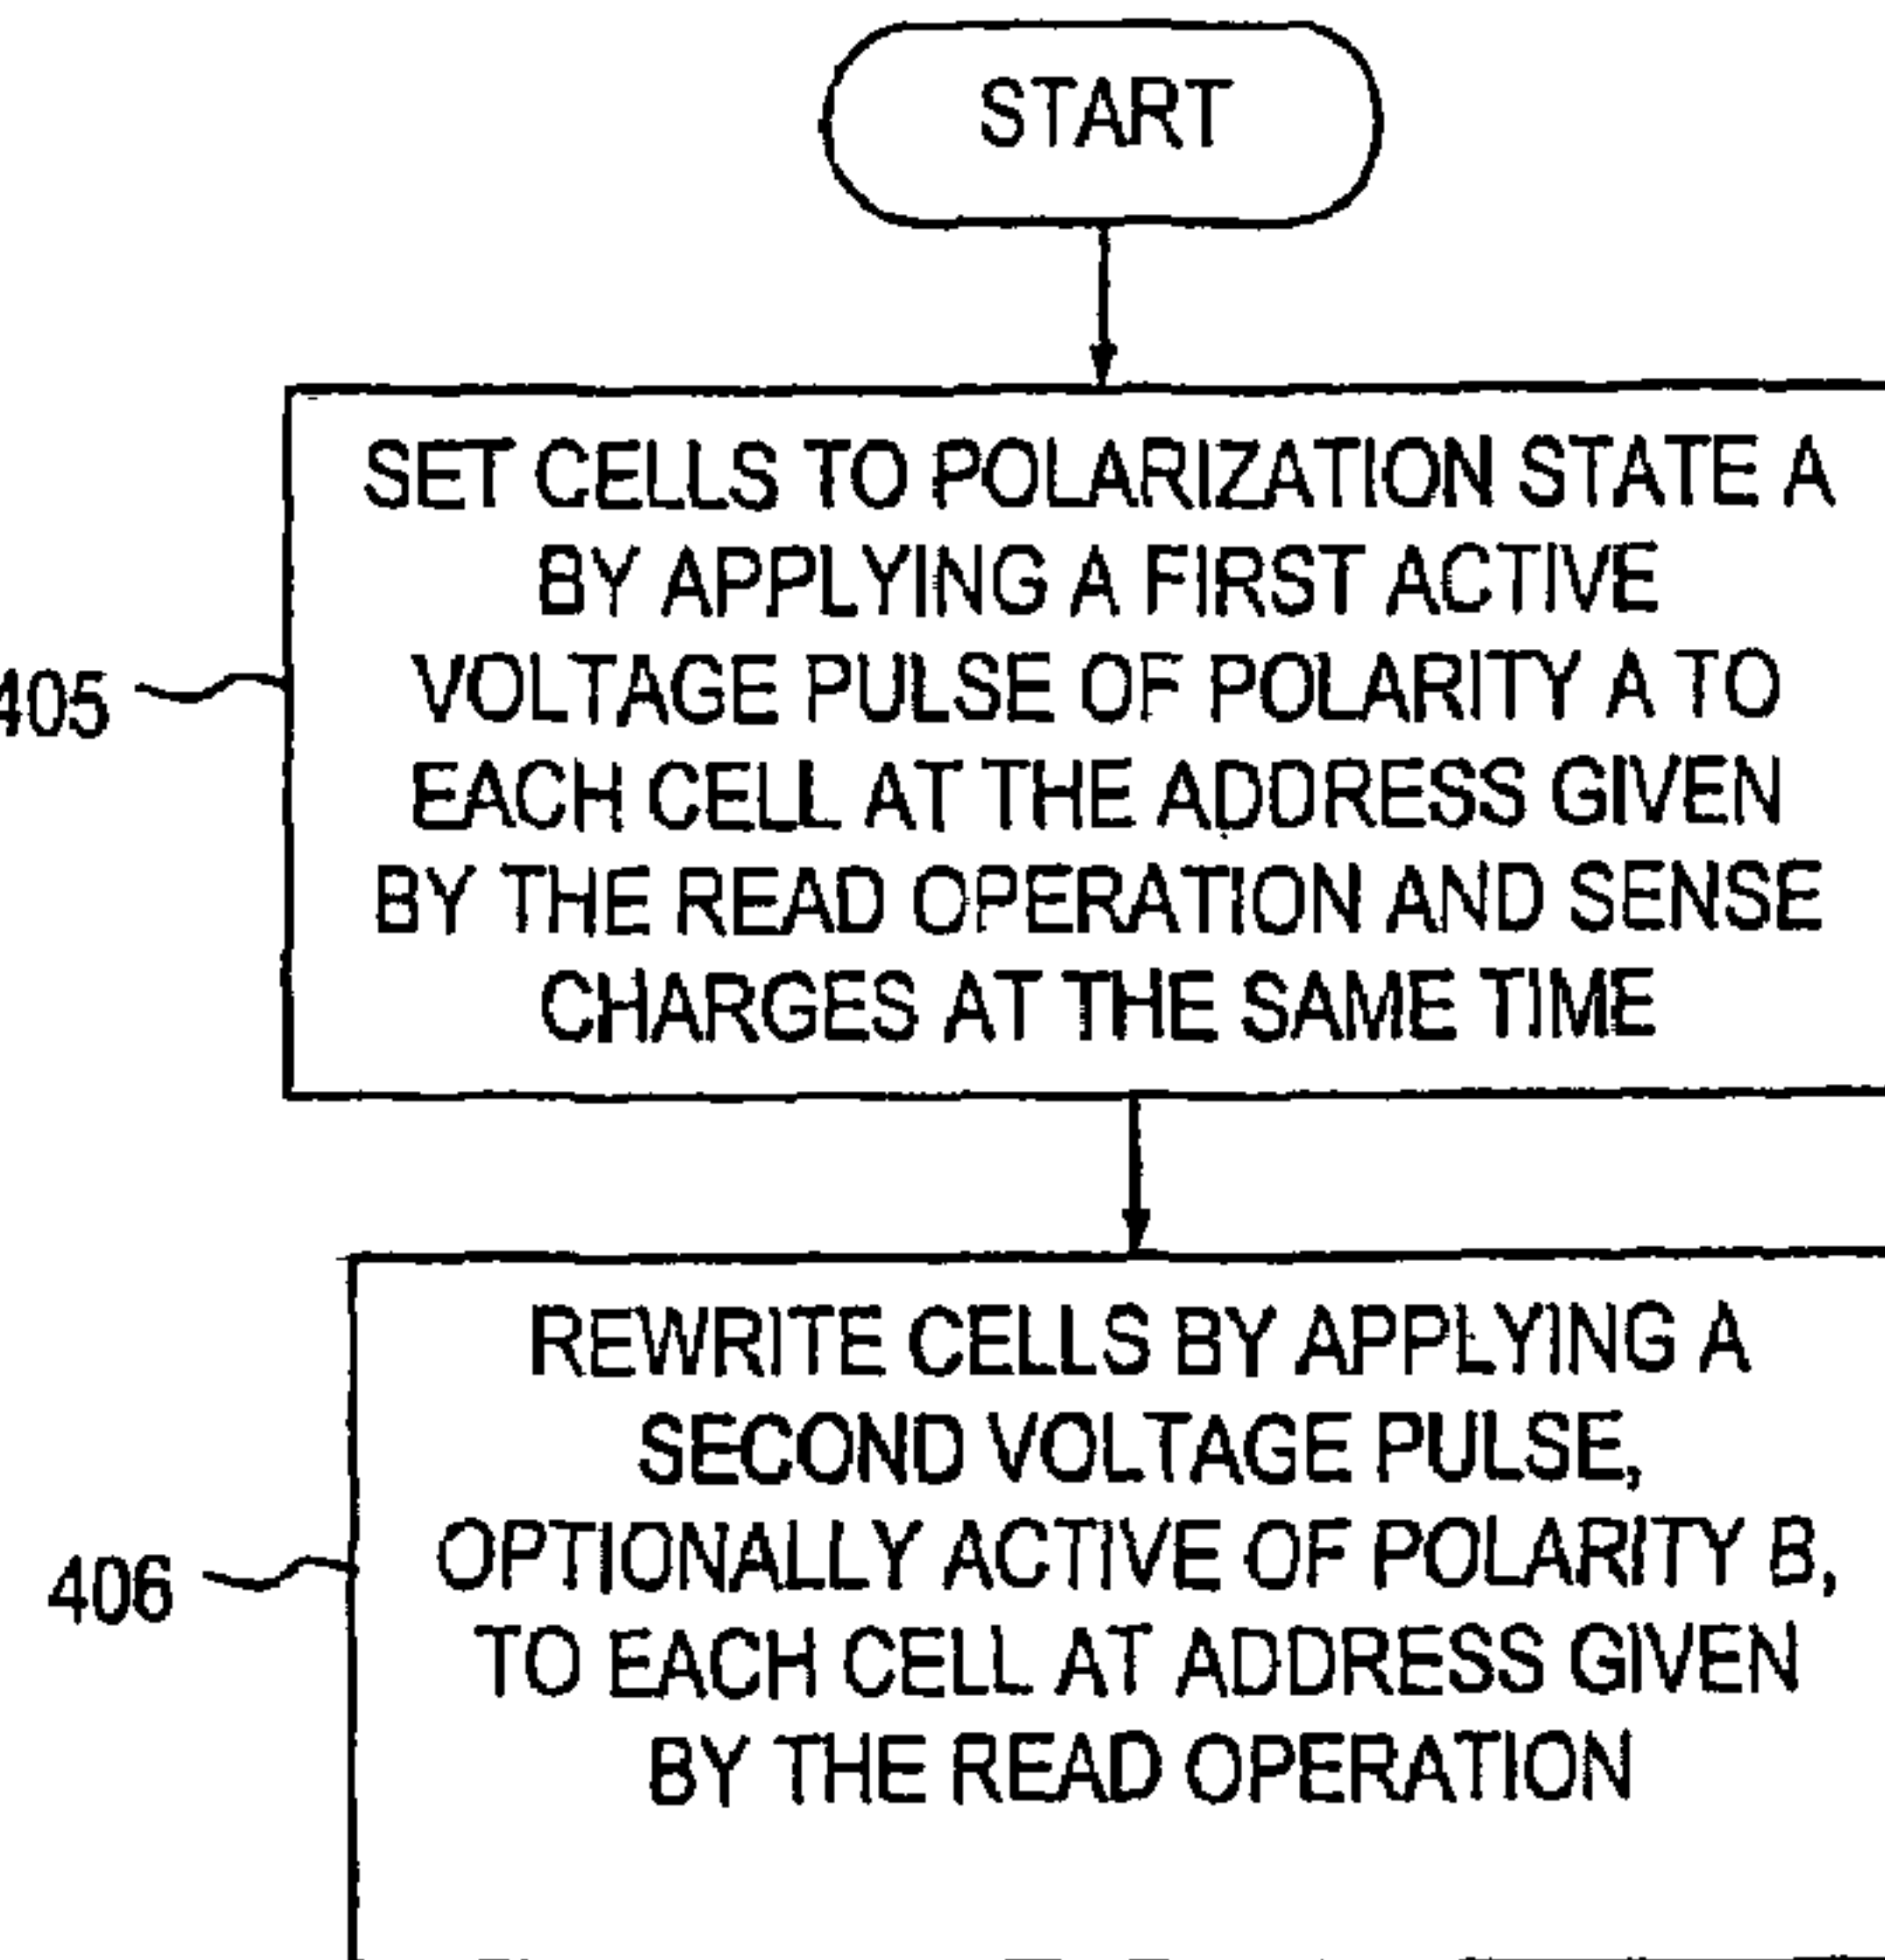 START
SET CELLS TO POLARIZATION STATE A
BY APPLYING A FIRST ACTIVE
VOLTAGE PULSE OF POLARITY A TO
EACH CELL AT THE ADDRESS GIVEN
BY THE READ OPERATION AND SENSE
CHARGES AT THE SAME TIME
405
REWRITE CELLS BY APPLYING A
SECOND VOLTAGE PULSE,
OPTIONALLY ACTIVE OF POLARITY B,
TO EACH CELL AT ADDRESS GIVEN
BY THE READ OPERATION
406